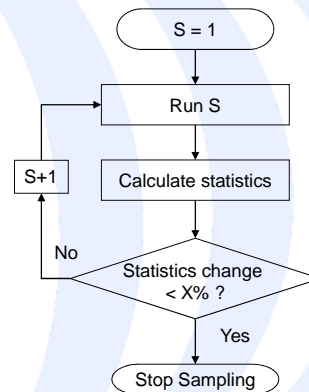 S = 1
Run S
S+1
Calculate statistics
No
Statistics change
< X% ?
Yes
Stop Sampling